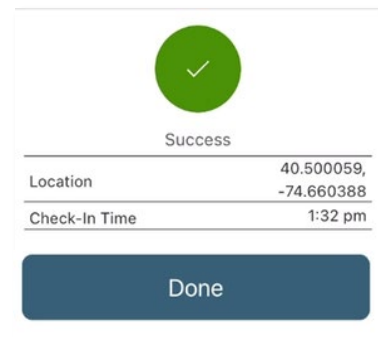 Success
Location 40.500059,
-74.660388
Check-In Time 1:32 pm
Done